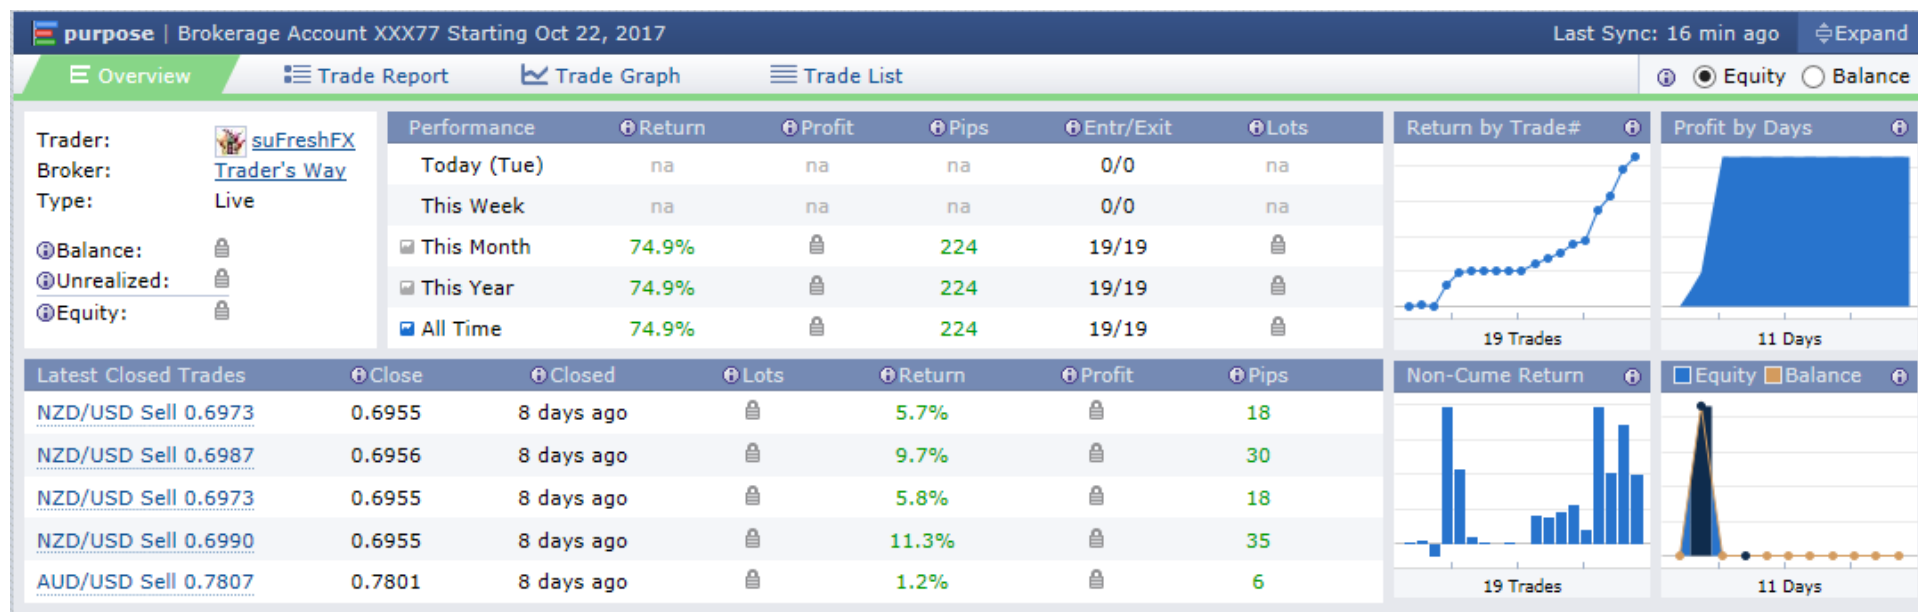 purpose | Brokerage Account XXX77 Starting Oct 22, 2017 Last Sync: 16 min ago Expand
Overview Trade Report Trade Graph Trade List Equity Balance
Trader: suFreshFX
Broker: Trader's Way
Type: Live
Balance:
Unrealized:
Equity:
Performance Return Profit Pips Entr/Exit Lots
Today (Tue) na na na 0/0 na
This Week na na na 0/0 na
This Month 74.9% 224 19/19
This Year 74.9% 224 19/19
All Time 74.9% 224 19/19
Return by Trade#
19 Trades
Profit by Days
11 Days
Latest Closed Trades Close Closed Lots Return Profit Pips
NZD/USD Sell 0.6973 0.6955 8 days ago 5.7% 18
NZD/USD Sell 0.6987 0.6956 8 days ago 9.7% 30
NZD/USD Sell 0.6973 0.6955 8 days ago 5.8% 18
NZD/USD Sell 0.6990 0.6955 8 days ago 11.3% 35
AUD/USD Sell 0.7807 0.7801 8 days ago 1.2% 6
Non-Cume Return
19 Trades
Equity Balance
11 Days